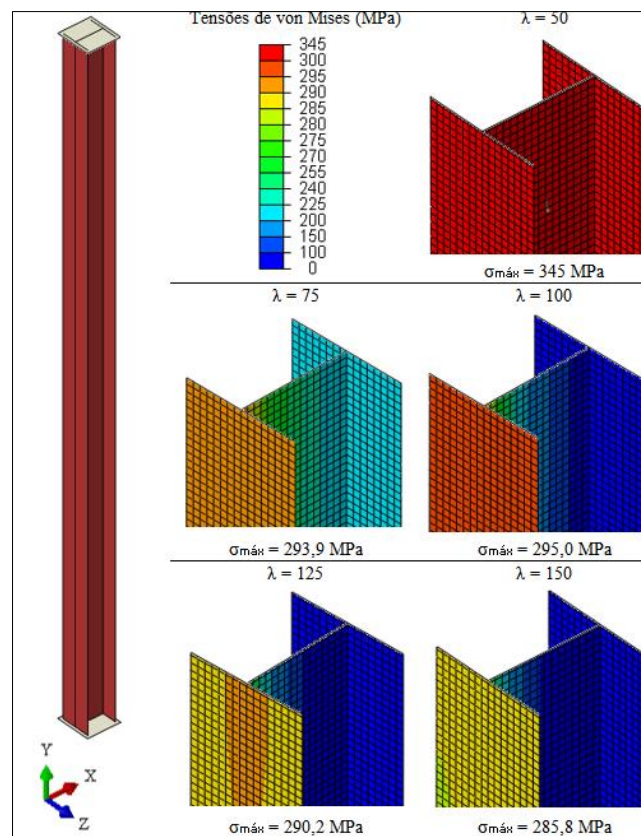 Tensões de von Mises (MPa)
345
300
295
290
285
280
275
270
255
240
225
200
150
100
0
λ = 50
σmáx = 345 MPa
λ = 75
λ = 100
σmáx = 293,9 MPa
σmáx = 295,0 MPa
λ = 125
λ = 150
σmáx = 290,2 MPa
σmáx = 285,8 MPa
Y
X
Z